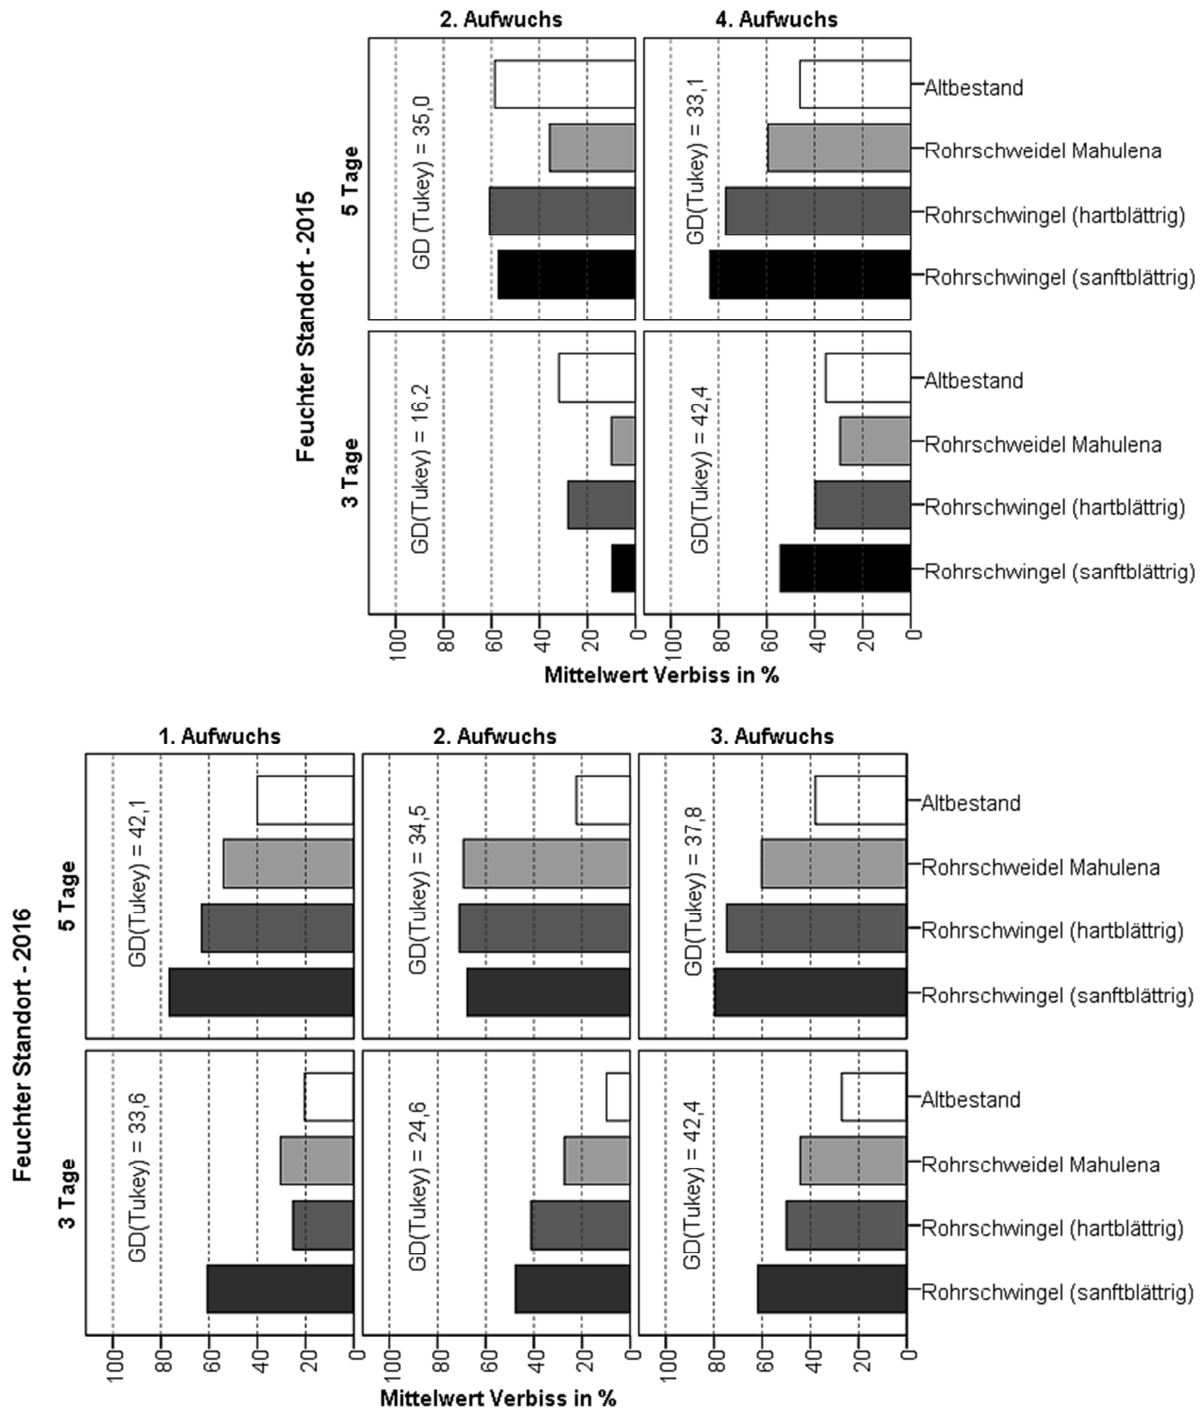 2. Aufwuchs
4. Aufwuchs
Feuchter Standort - 2015
5 Tage
GD (Tukey) = 35,0
GD(Tukey) = 33,1
Altbestand
Rohrschweidel Mahulena
Rohrschwingel (hartblättrig)
Rohrschwingel (sanftblättrig)
3 Tage
GD(Tukey) = 16,2
GD(Tukey) = 42,4
Altbestand
Rohrschweidel Mahulena
Rohrschwingel (hartblättrig)
Rohrschwingel (sanftblättrig)
100 80 60 40 20 0
100 80 60 40 20 0
Mittelwert Verbiss in %
1. Aufwuchs
2. Aufwuchs
3. Aufwuchs
Feuchter Standort - 2016
5 Tage
GD(Tukey) = 42,1
GD(Tukey) = 34,5
GD(Tukey) = 37,8
Altbestand
Rohrschweidel Mahulena
Rohrschwingel (hartblättrig)
Rohrschwingel (sanftblättrig)
3 Tage
GD(Tukey) = 33,6
GD(Tukey) = 24,6
GD(Tukey) = 42,4
Altbestand
Rohrschweidel Mahulena
Rohrschwingel (hartblättrig)
Rohrschwingel (sanftblättrig)
100 80 60 40 20 0
100 80 60 40 20 0
100 80 60 40 20 0
Mittelwert Verbiss in %